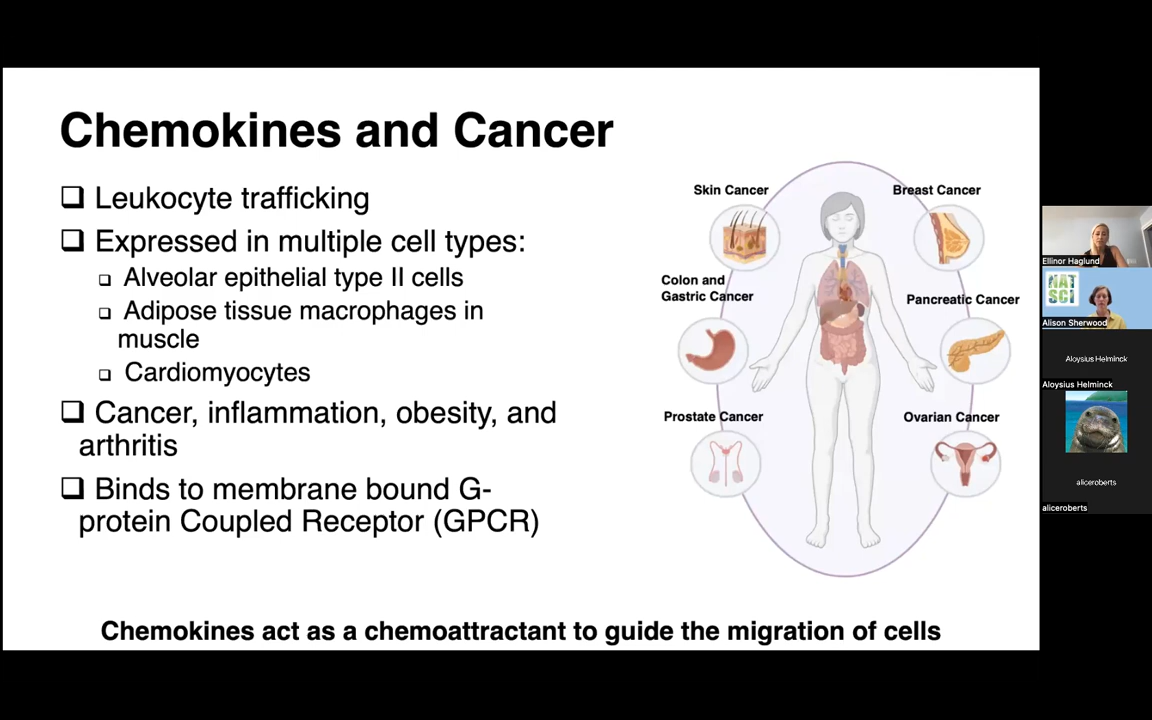 Chemokines and Cancer
❑ Leukocyte trafficking
❑ Expressed in multiple cell types:
❑ Alveolar epithelial type II cells
❑ Adipose tissue macrophages in
muscle
❑ Cardiomyocytes
❑ Cancer, inflammation, obesity, and
arthritis
❑ Binds to membrane bound G-
protein Coupled Receptor (GPCR)
Skin Cancer
Breast Cancer
Colon and
Gastric Cancer
Pancreatic Cancer
Prostate Cancer
Ovarian Cancer
Chemokines act as a chemoattractant to guide the migration of cells
Ellinor Haglund
NAT
SCI
Alison Sherwood
Aloysius Helminck
Aloysius Helminck
aliceroberts
aliceroberts